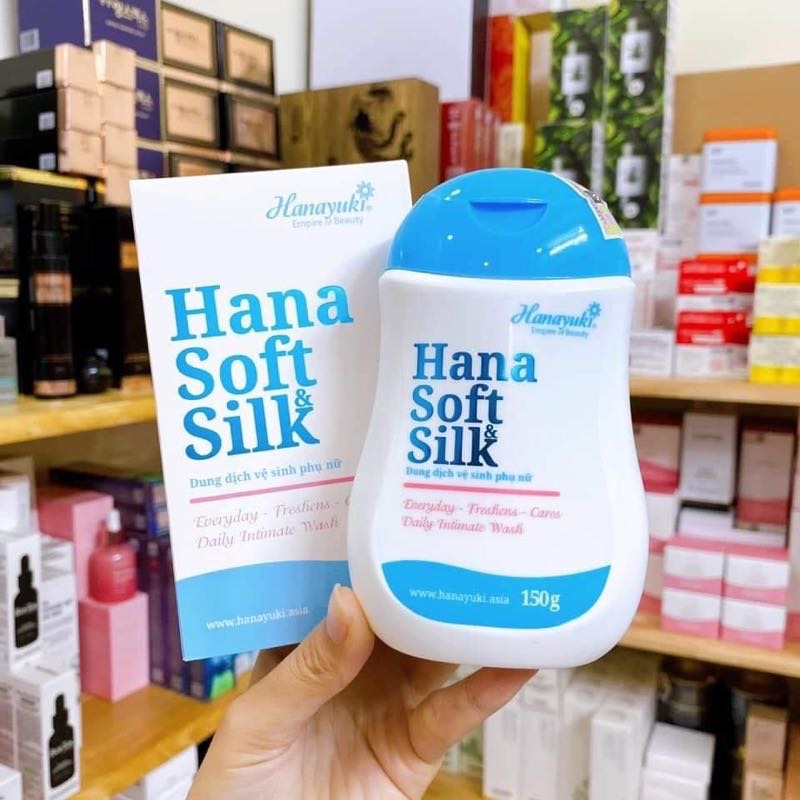 Hanayuki®
Empire of Beauty
Hana
Soft
&
Silk
Dung dịch vệ sinh phụ nữ
Everyday - Freshens - Cares
Daily Intimate Wash
www.hanayuki.asia
Hanayuki®
Empire of Beauty
Hana
Soft
&
Silk
Dung dịch vệ sinh phụ nữ
Everyday - Freshens - Cares
Daily Intimate Wash
www.hanayuki.asia 150g